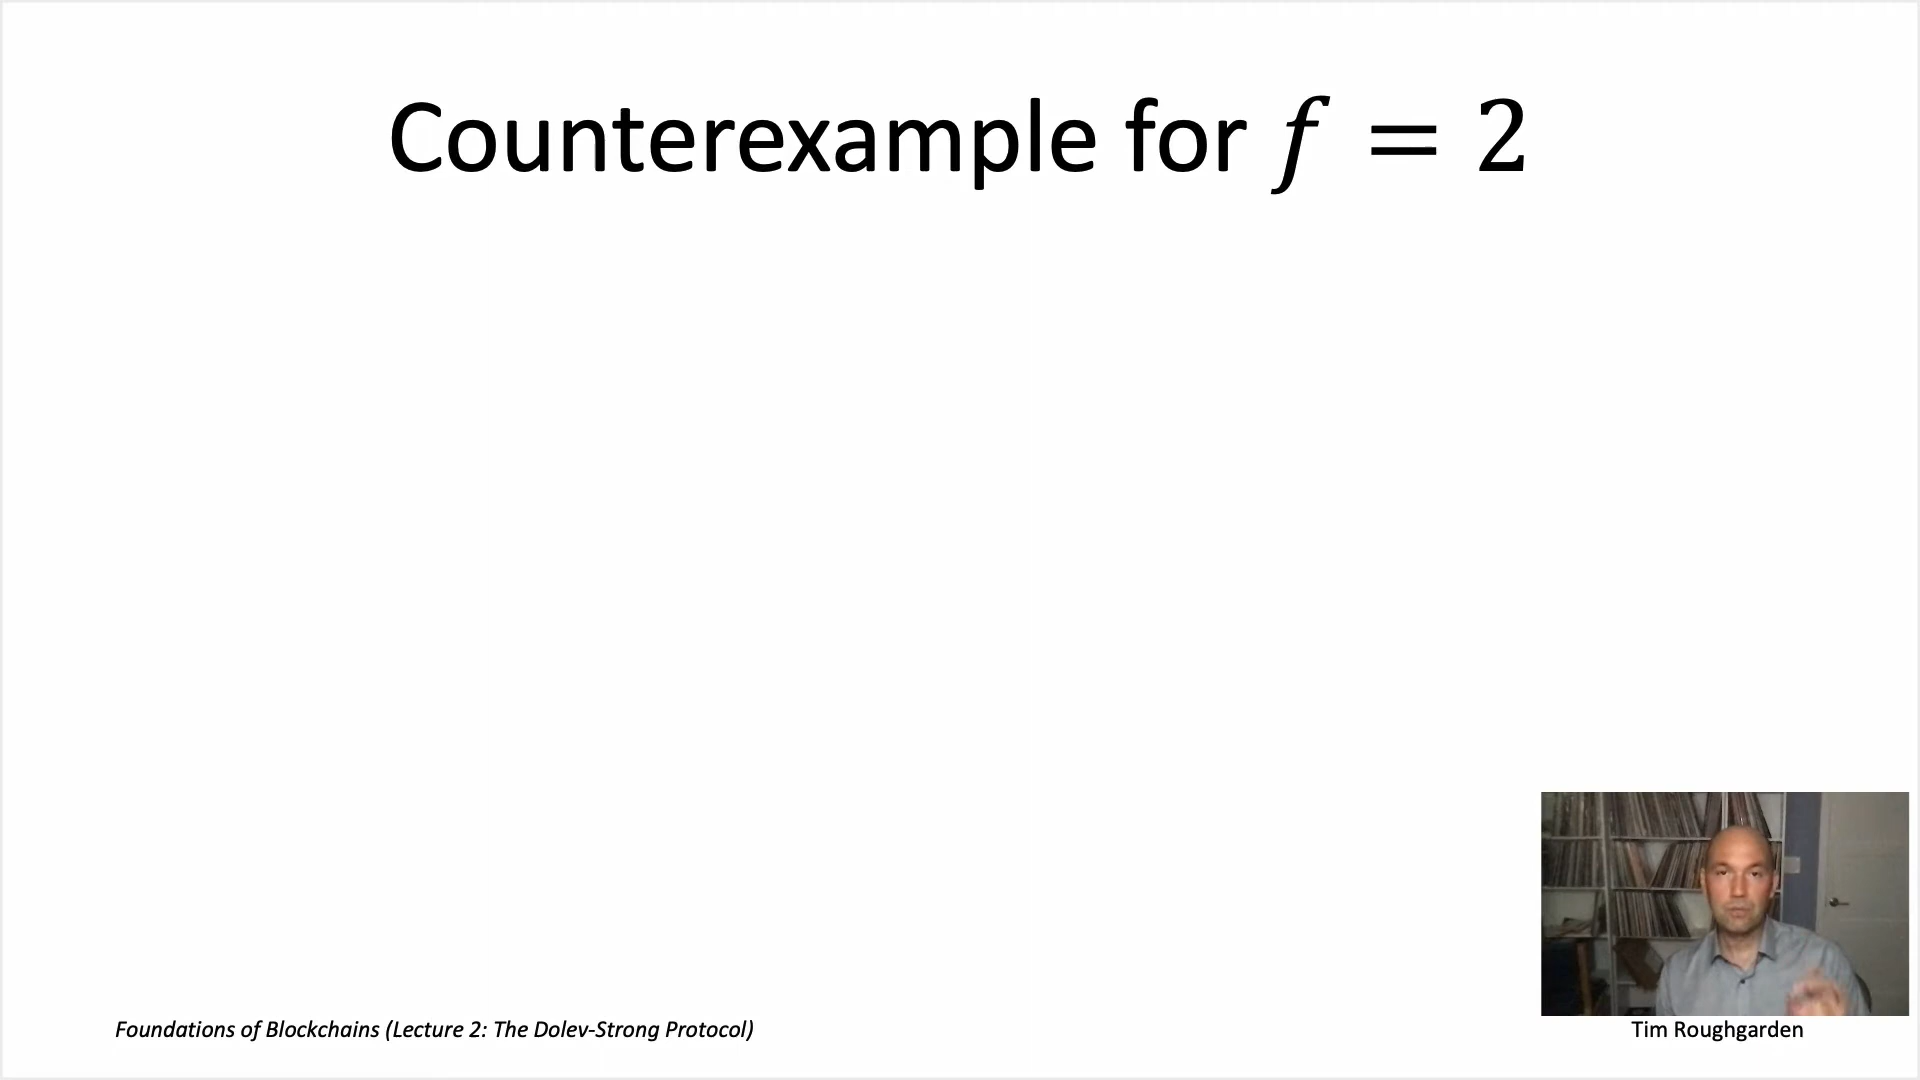 Counterexample for f = 2
Foundations of Blockchains (Lecture 2: The Dolev-Strong Protocol)
Tim Roughgarden